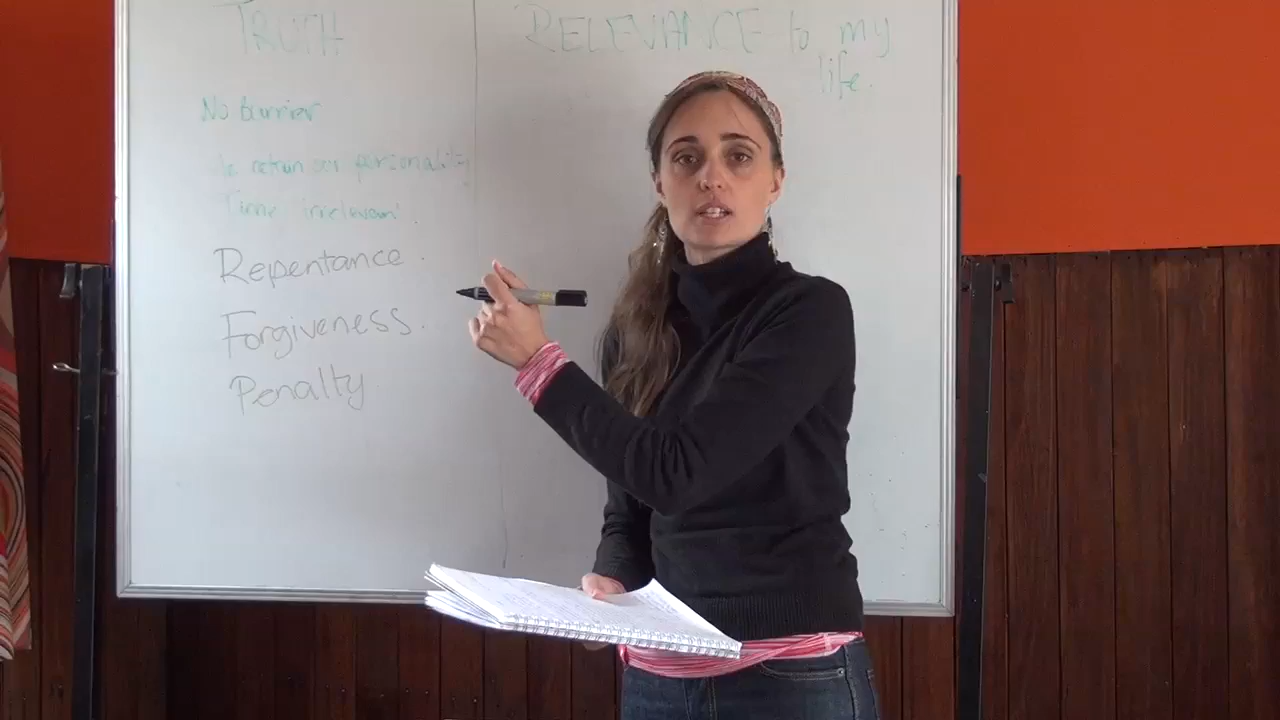 TRUTH
RELEVANCE to my
life.
No barrier
retain our personality
Time irrelevant.
Repentance.
Forgiveness.
Penalty